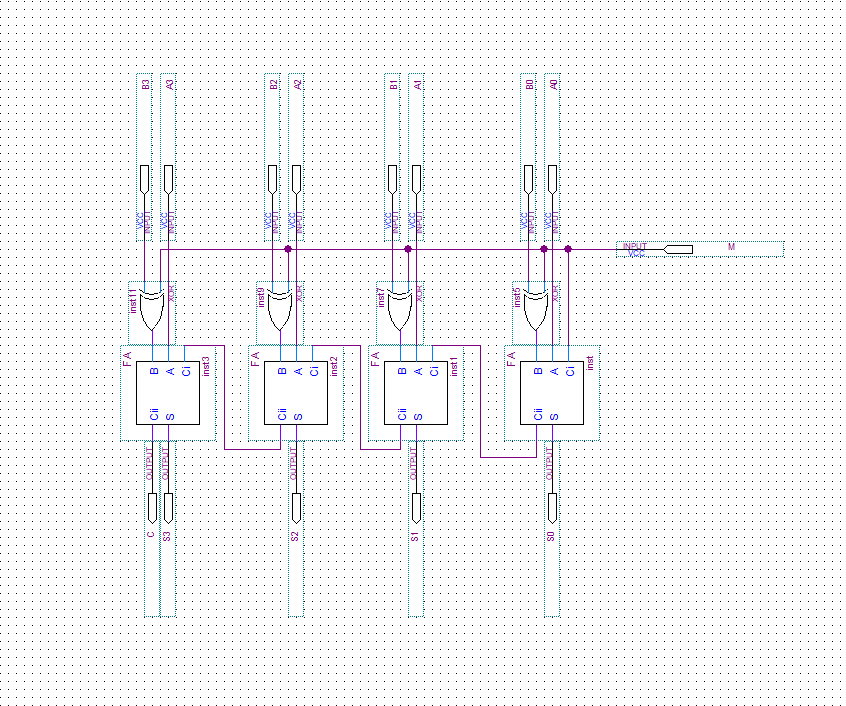 B3
A3
B2
A2
B1
A1
B0
A0
VCC
INPUT
VCC
INPUT
VCC
INPUT
VCC
INPUT
VCC
INPUT
VCC
INPUT
VCC
INPUT
VCC
INPUT
INPUT
VCC
M
inst11
XOR
inst9
XOR
inst7
XOR
inst5
XOR
FA
B
A
Ci
Cii
S
inst3
FA
B
A
Ci
Cii
S
inst2
FA
B
A
Ci
Cii
S
inst1
FA
B
A
Ci
Cii
S
inst
OUTPUT
OUTPUT
OUTPUT
OUTPUT
OUTPUT
C
S3
S2
S1
S0